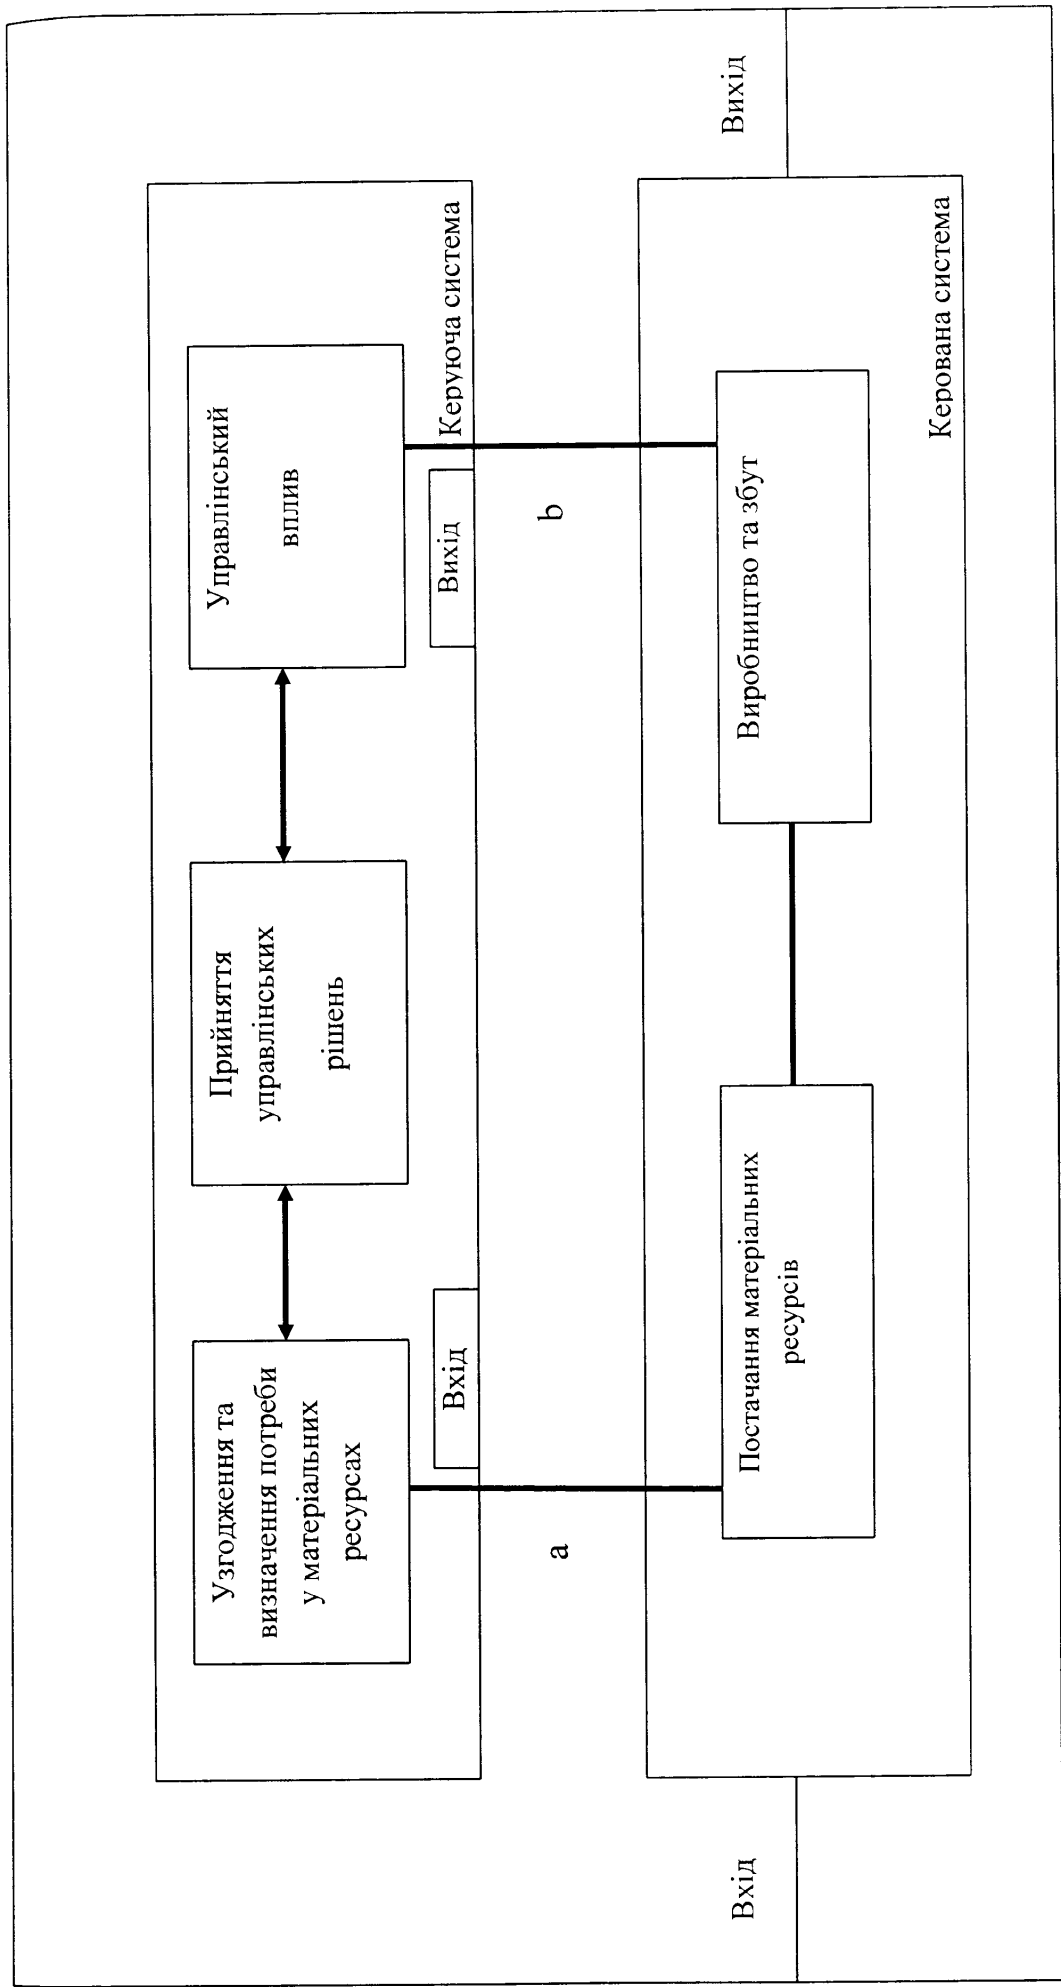 Узгодження та
визначення потреби
у матеріальних
ресурсах
Прийняття
управлінських
рішень
Управлінський
вплив
Вхід
Вихід
Керуюча система
a
b
Вхід
Вихід
Постачання матеріальних
ресурсів
Виробництво та збут
Керована система